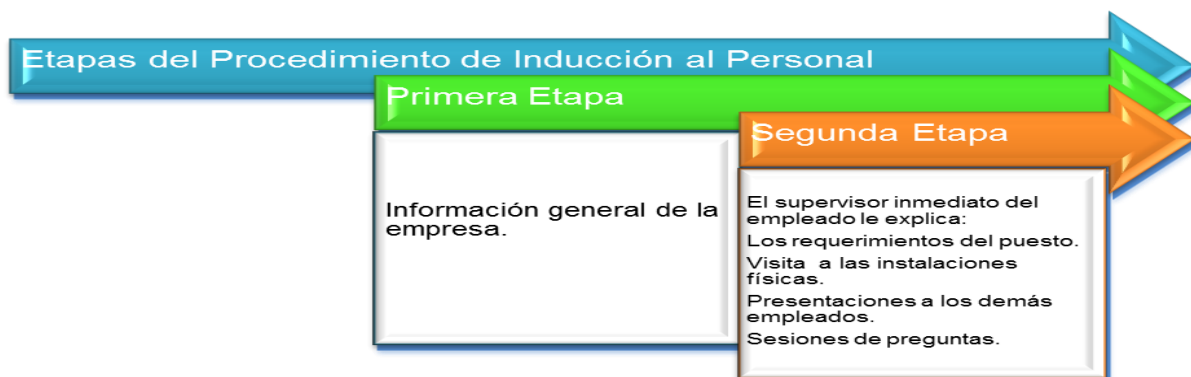 Etapas del Procedimiento de Inducción al Personal
Primera Etapa
Segunda Etapa
Información general de la
empresa.
El supervisor inmediato del
empleado le explica:
Los requerimientos del puesto.
Visita a las instalaciones
físicas.
Presentaciones a los demás
empleados.
Sesiones de preguntas.